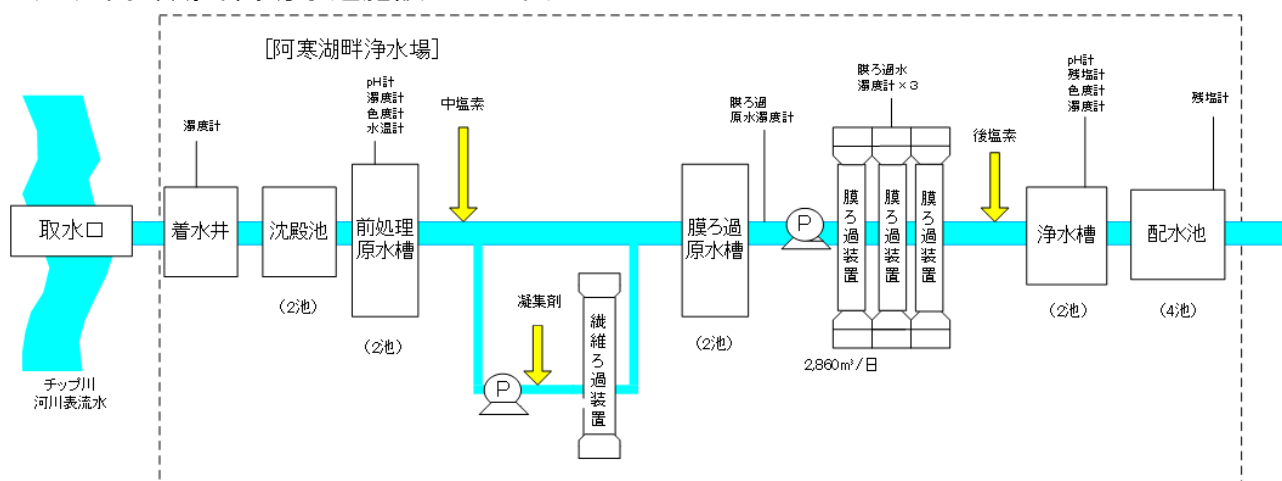 [阿寒湖畔浄水場]
pH計
濁度計
色度計
水温計
中塩素
膜ろ過
原水濁度計
膜ろ過水
濁度計×3
後塩素
pH計
残塩計
色度計
濁度計
残塩計
濁度計
取水口
着水井
沈殿池
(2池)
前処理
原水槽
(2池)
凝集剤
P
繊維ろ過装置
膜ろ過
原水槽
(2池)
P
膜ろ過装置
膜ろ過装置
膜ろ過装置
2,860m³/日
浄水槽
(2池)
配水池
(4池)
チップ川
河川表流水